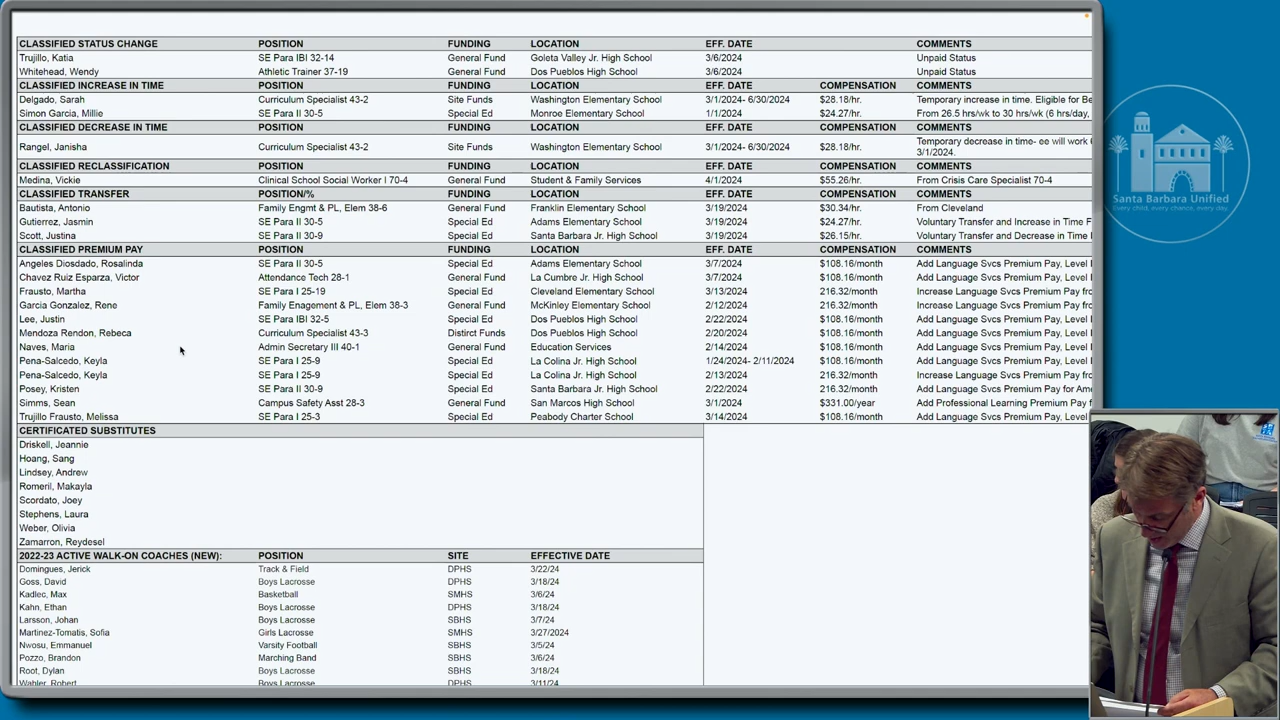 CLASSIFIED STATUS CHANGE POSITION FUNDING LOCATION EFF. DATE COMMENTS
Trujillo, Katia SE Para IBI 32-14 General Fund Goleta Valley Jr. High School 3/6/2024 Unpaid Status
Whitehead, Wendy Athletic Trainer 37-19 General Fund Dos Pueblos High School 3/6/2024 Unpaid Status
CLASSIFIED INCREASE IN TIME POSITION FUNDING LOCATION EFF. DATE COMPENSATION COMMENTS
Delgado, Sarah Curriculum Specialist 43-2 Site Funds Washington Elementary School 3/1/2024- 6/30/2024 $28.18/hr. Temporary increase in time. Eligible for Be
Simon Garcia, Millie SE Para II 30-5 Special Ed Monroe Elementary School 1/1/2024 $24.27/hr. From 26.5 hrs/wk to 30 hrs/wk (6 hrs/day,
CLASSIFIED DECREASE IN TIME POSITION FUNDING LOCATION EFF. DATE COMPENSATION COMMENTS
Rangel, Janisha Curriculum Specialist 43-2 Site Funds Washington Elementary School 3/1/2024- 6/30/2024 $28.18/hr. Temporary decrease in time- ee will work
3/1/2024.
CLASSIFIED RECLASSIFICATION POSITION FUNDING LOCATION EFF. DATE COMPENSATION COMMENTS
Medina, Vickie Clinical School Social Worker I 70-4 General Fund Student & Family Services 4/1/2024 $55.26/hr. From Crisis Care Specialist 70-4
CLASSIFIED TRANSFER POSITION/% FUNDING LOCATION EFF. DATE COMPENSATION COMMENTS
Bautista, Antonio Family Engmt & PL, Elem 38-6 General Fund Franklin Elementary School 3/19/2024 $30.34/hr. From Cleveland
Gutierrez, Jasmin SE Para II 30-5 Special Ed Adams Elementary School 3/19/2024 $24.27/hr. Voluntary Transfer and Increase in Time F
Scott, Justina SE Para II 30-9 Special Ed Santa Barbara Jr. High School 3/19/2024 $26.15/hr. Voluntary Transfer and Decrease in Time
CLASSIFIED PREMIUM PAY POSITION FUNDING LOCATION EFF. DATE COMPENSATION COMMENTS
Angeles Diosdado, Rosalinda SE Para II 30-5 Special Ed Adams Elementary School 3/7/2024 $108.16/month Add Language Svcs Premium Pay, Level
Chavez Ruiz Esparza, Victor Attendance Tech 28-1 General Fund La Cumbre Jr. High School 3/7/2024 $108.16/month Add Language Svcs Premium Pay, Level
Frausto, Martha SE Para I 25-19 Special Ed Cleveland Elementary School 3/13/2024 216.32/month Increase Language Svcs Premium Pay fro
Garcia Gonzalez, Rene Family Enagement & PL, Elem 38-3 General Fund McKinley Elementary School 2/12/2024 216.32/month Increase Language Svcs Premium Pay fro
Lee, Justin SE Para IBI 32-5 Special Ed Dos Pueblos High School 2/22/2024 $108.16/month Add Language Svcs Premium Pay, Level
Mendoza Rendon, Rebeca Curriculum Specialist 43-3 Distirct Funds Dos Pueblos High School 2/20/2024 $108.16/month Add Language Svcs Premium Pay, Level
Naves, Maria Admin Secretary III 40-1 General Fund Education Services 2/14/2024 $108.16/month Add Language Svcs Premium Pay, Level
Pena-Salcedo, Keyla SE Para I 25-9 Special Ed La Colina Jr. High School 1/24/2024- 2/11/2024 $108.16/month Add Language Svcs Premium Pay, Level
Pena-Salcedo, Keyla SE Para I 25-9 Special Ed La Colina Jr. High School 2/13/2024 216.32/month Increase Language Svcs Premium Pay fro
Posey, Kristen SE Para II 30-9 Special Ed Santa Barbara Jr. High School 2/22/2024 216.32/month Add Language Svcs Premium Pay for Ame
Simms, Sean Campus Safety Asst 28-3 General Fund San Marcos High School 3/1/2024 $331.00/year Add Professional Learning Premium Pay f
Trujillo Frausto, Melissa SE Para I 25-3 Special Ed Peabody Charter School 3/14/2024 $108.16/month Add Language Svcs Premium Pay, Level
CERTIFICATED SUBSTITUTES
Driskell, Jeannie
Hoang, Sang
Lindsey, Andrew
Romeril, Makayla
Scordato, Joey
Stephens, Laura
Weber, Olivia
Zamarron, Reydesel
2022-23 ACTIVE WALK-ON COACHES (NEW): POSITION SITE EFFECTIVE DATE
Domingues, Jerick Track & Field DPHS 3/22/24
Goss, David Boys Lacrosse DPHS 3/18/24
Kadlec, Max Basketball SMHS 3/6/24
Kahn, Ethan Boys Lacrosse DPHS 3/18/24
Larsson, Johan Boys Lacrosse SBHS 3/7/24
Martinez-Tomatis, Sofia Girls Lacrosse SMHS 3/27/2024
Nwosu, Emmanuel Varsity Football SBHS 3/5/24
Pozzo, Brandon Marching Band SBHS 3/6/24
Root, Dylan Boys Lacrosse SBHS 3/18/24
Wahler, Robert Boys Lacrosse DPHS 3/11/24
Santa Barbara Unified
Every child, every chance, every day.